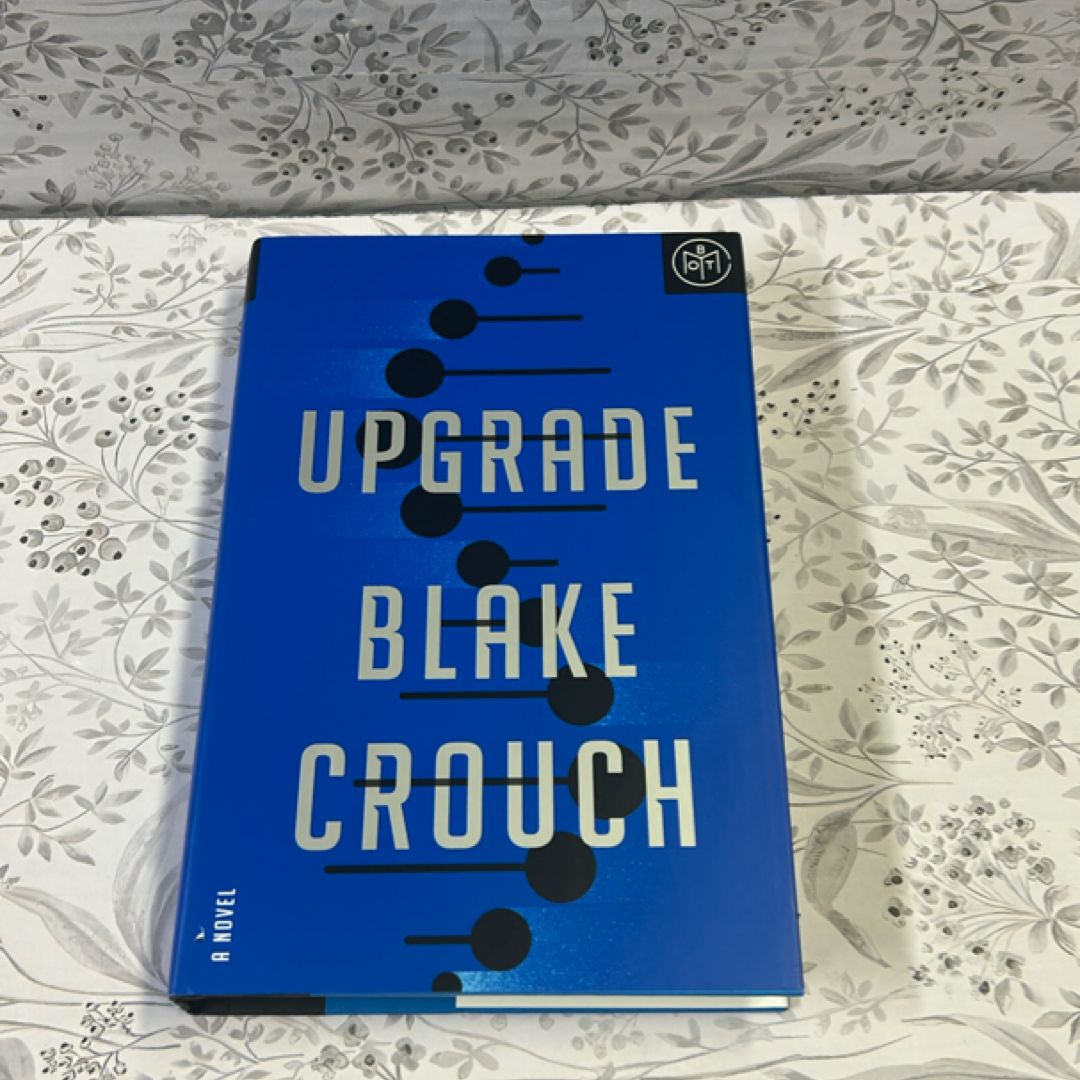 BOTM
UPGRADE
BLAKE
CROUCH
A NOVEL